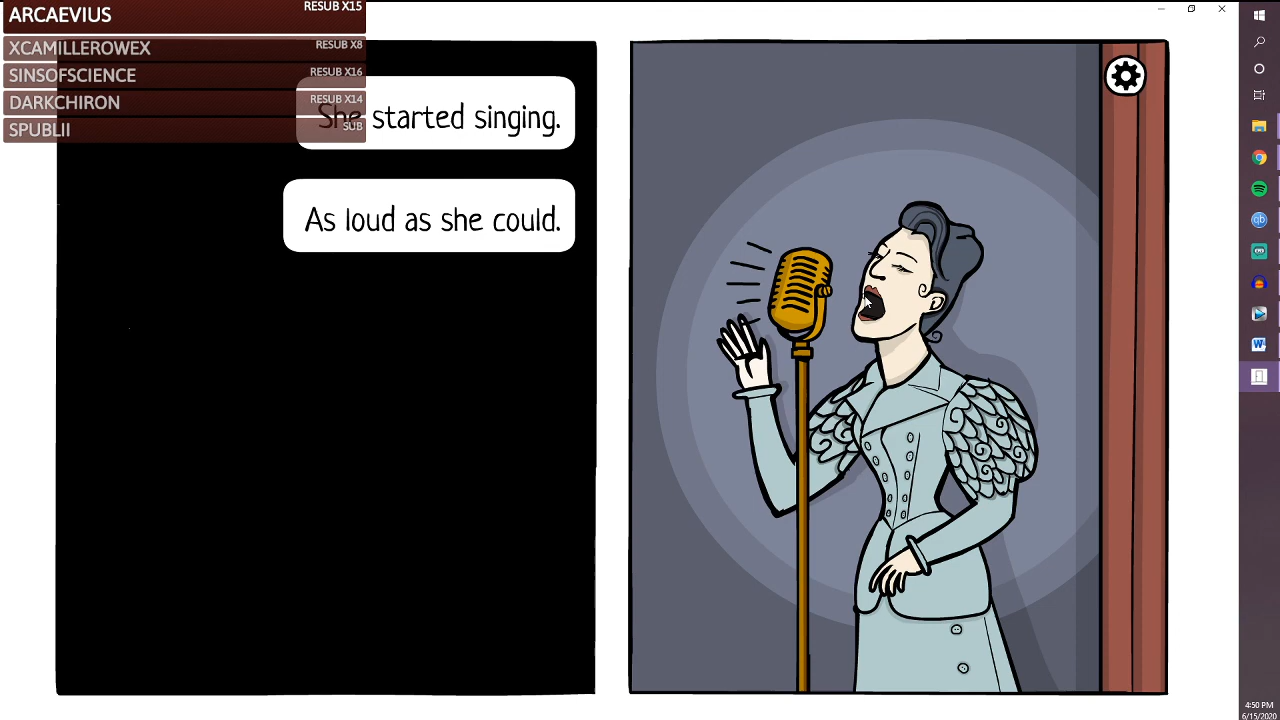 ARCAEVIUS RESUB X15
XCAMILLEROWEX RESUB X8
SINSOFSCIENCE RESUB X16
DARKCHIRON RESUB X14
SPUBLII SUB
She started singing.
As loud as she could.
4:50 PM
6/15/2020